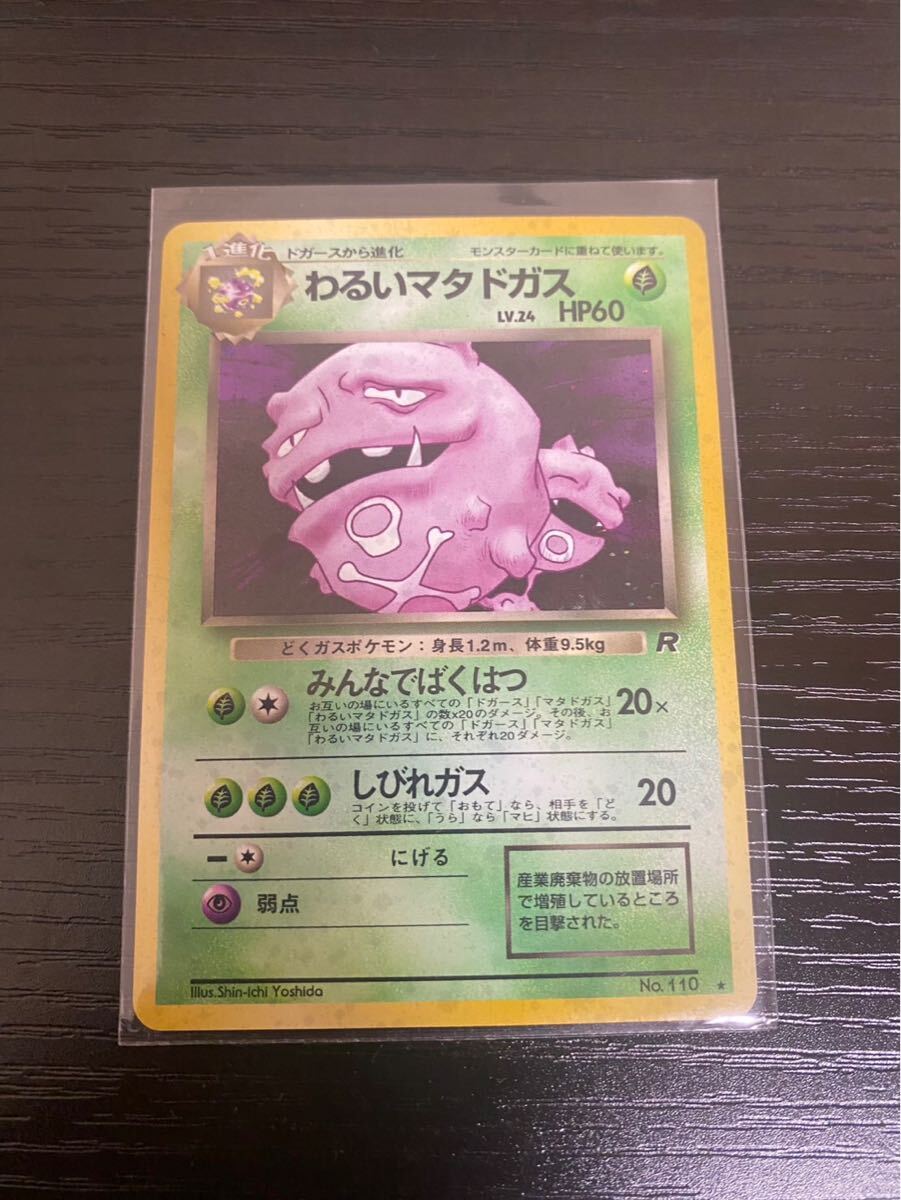 1進化
ドガースから進化
モンスターカードに重ねて使います。
わるいマタドガス
LV.24 HP60
どくガスポケモン：身長1.2m、体重9.5kg
R
みんなでばくはつ
お互いの場にいるすべての「ドガース」「マタドガス」
「わるいマタドガス」の数x20のダメージ。その後、お
互いの場にいるすべての「ドガース」「マタドガス」
「わるいマタドガス」に、それぞれ20ダメージ。
20×
しびれガス
コインを投げて「おもて」なら、相手を「ど
く」状態に、「うら」なら「マヒ」状態にする。
20
にげる
弱点
産業廃棄物の放置場所
で増殖しているところ
を目撃された。
Illus.Shin-ichi Yoshida
No. 110 ★